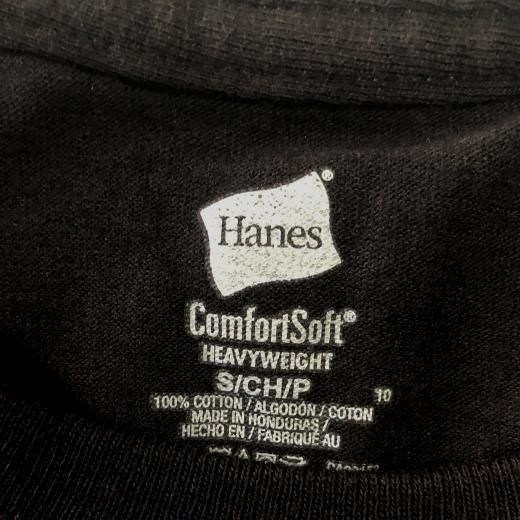 Hanes®
ComfortSoft®
HEAVYWEIGHT
S/CH/P
10
100% COTTON / ALGODÓN / COTON
MADE IN HONDURAS /
HECHO EN / FABRIQUÉ AU